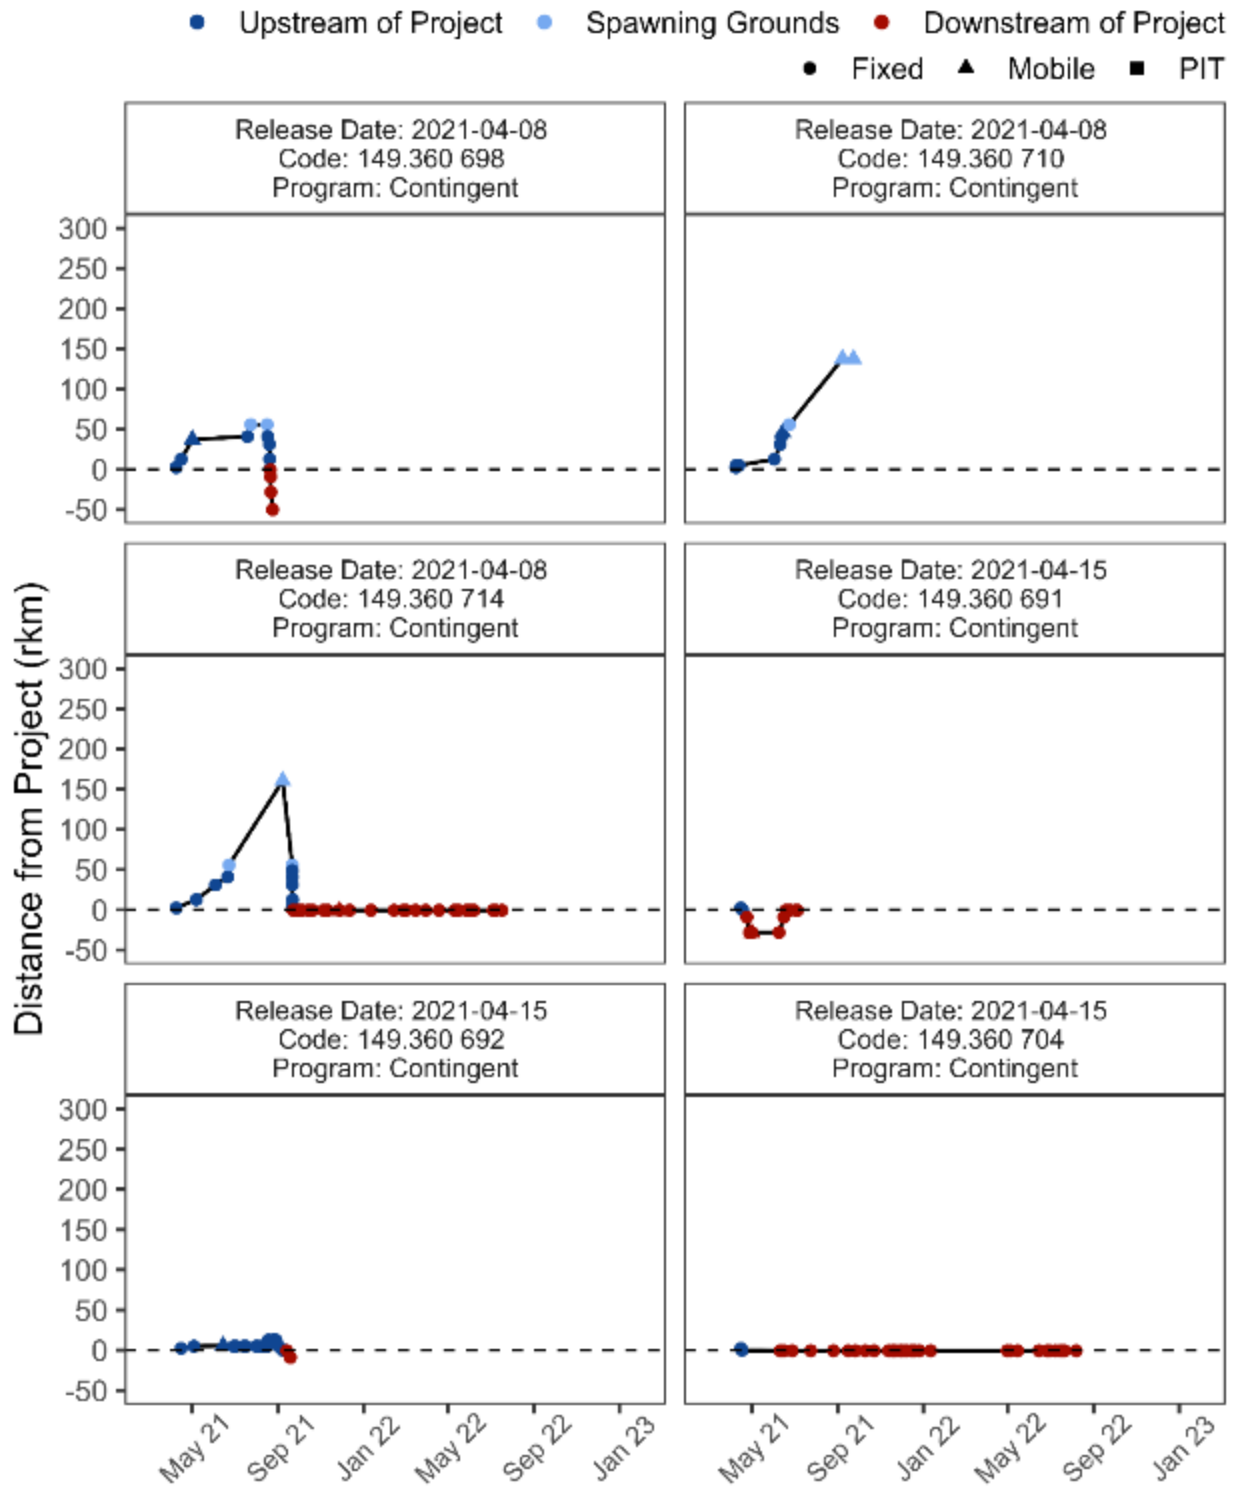 Upstream of Project Spawning Grounds Downstream of Project
Fixed Mobile PIT
Release Date: 2021-04-08
Code: 149.360 698
Program: Contingent
Release Date: 2021-04-08
Code: 149.360 710
Program: Contingent
300
250
200
150
100
50
0
-50
Release Date: 2021-04-08
Code: 149.360 714
Program: Contingent
Release Date: 2021-04-15
Code: 149.360 691
Program: Contingent
300
250
200
150
100
50
0
-50
Distance from Project (rkm)
Release Date: 2021-04-15
Code: 149.360 692
Program: Contingent
Release Date: 2021-04-15
Code: 149.360 704
Program: Contingent
300
250
200
150
100
50
0
-50
May 21 Sep 21 Jan 22 May 22 Sep 22 Jan 23
May 21 Sep 21 Jan 22 May 22 Sep 22 Jan 23